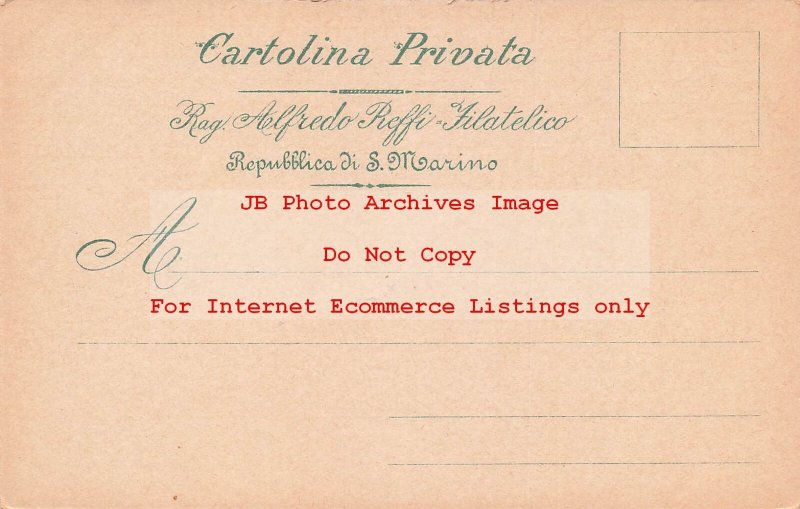 Cartolina Privata
Rag. Alfredo Reffi - Filatelico
Repubblica di S. Marino
JB Photo Archives Image
A
Do Not Copy
For Internet Ecommerce Listings only